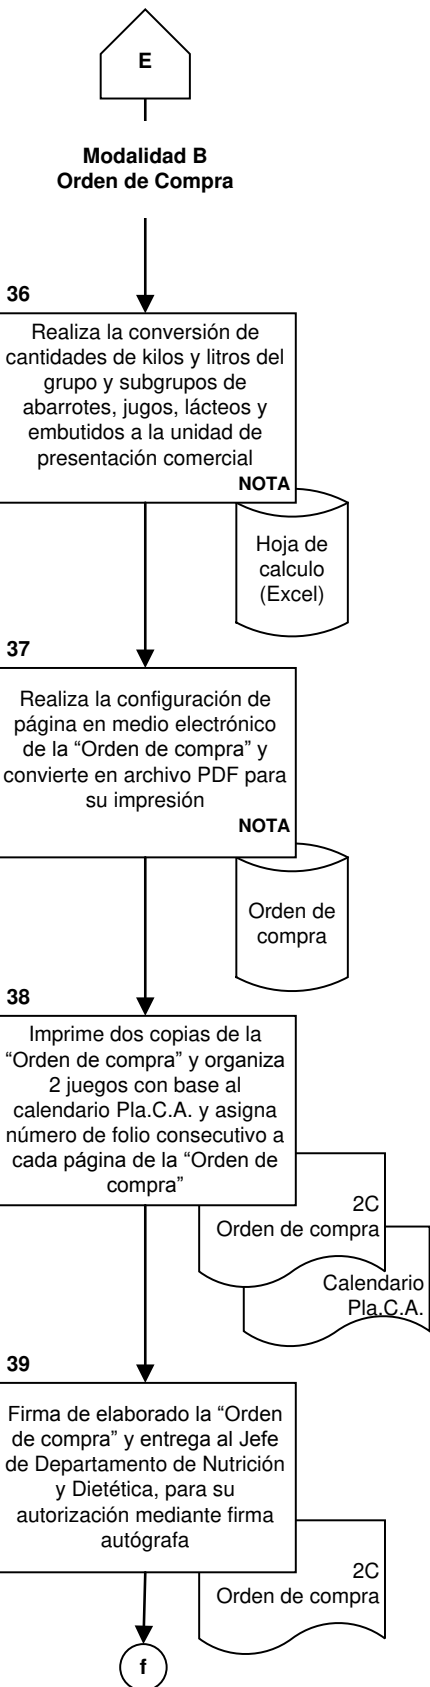 E
Modalidad B
Orden de Compra
36
Realiza la conversión de
cantidades de kilos y litros del
grupo y subgrupos de
abarrotes, jugos, lácteos y
embutidos a la unidad de
presentación comercial
NOTA
Hoja de
calculo
(Excel)
37
Realiza la configuración de
página en medio electrónico
de la “Orden de compra” y
convierte en archivo PDF para
su impresión
NOTA
Orden de
compra
38
Imprime dos copias de la
“Orden de compra” y organiza
2 juegos con base al
calendario Pla.C.A. y asigna
número de folio consecutivo a
cada página de la “Orden de
compra”
2C
Orden de compra
Calendario
Pla.C.A.
39
Firma de elaborado la “Orden
de compra” y entrega al Jefe
de Departamento de Nutrición
y Dietética, para su
autorización mediante firma
autógrafa
2C
Orden de compra
f